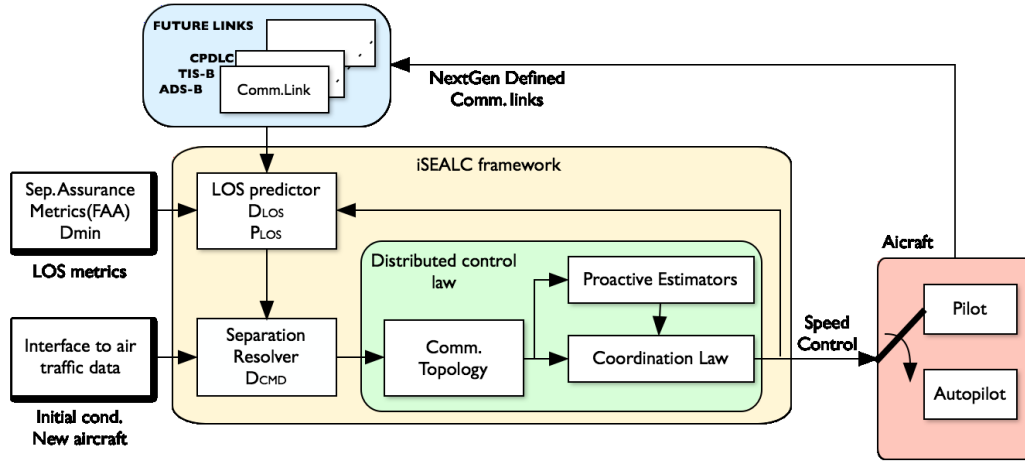 FUTURE LINKS
CPDLC
TIS-B
ADS-B
Comm.Link
NextGen Defined
Comm. links
iSEALC framework
Sep.Assurance
Metrics(FAA)
Dmin
LOS metrics
LOS predictor
DLOS
PLOS
Distributed control
law
Proactive Estimators
Aicraft
Pilot
Speed
Control
Interface to air
traffic data
Separation
Resolver
DCMD
Comm.
Topology
Coordination Law
Autopilot
Initial cond.
New aircraft